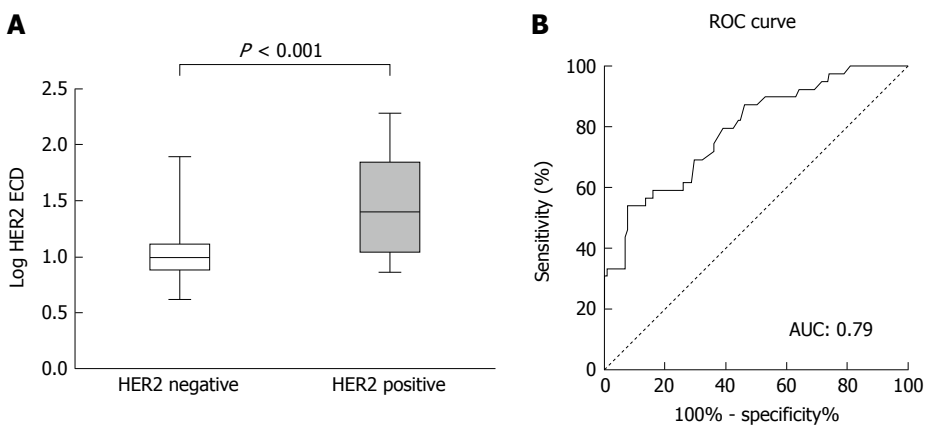 A
P < 0.001
Log HER2 ECD
2.5
2.0
1.5
1.0
0.5
0.0
HER2 negative HER2 positive
B
ROC curve
Sensitivity (%)
100
80
60
40
20
0
AUC: 0.79
0 20 40 60 80 100
100% - specificity%